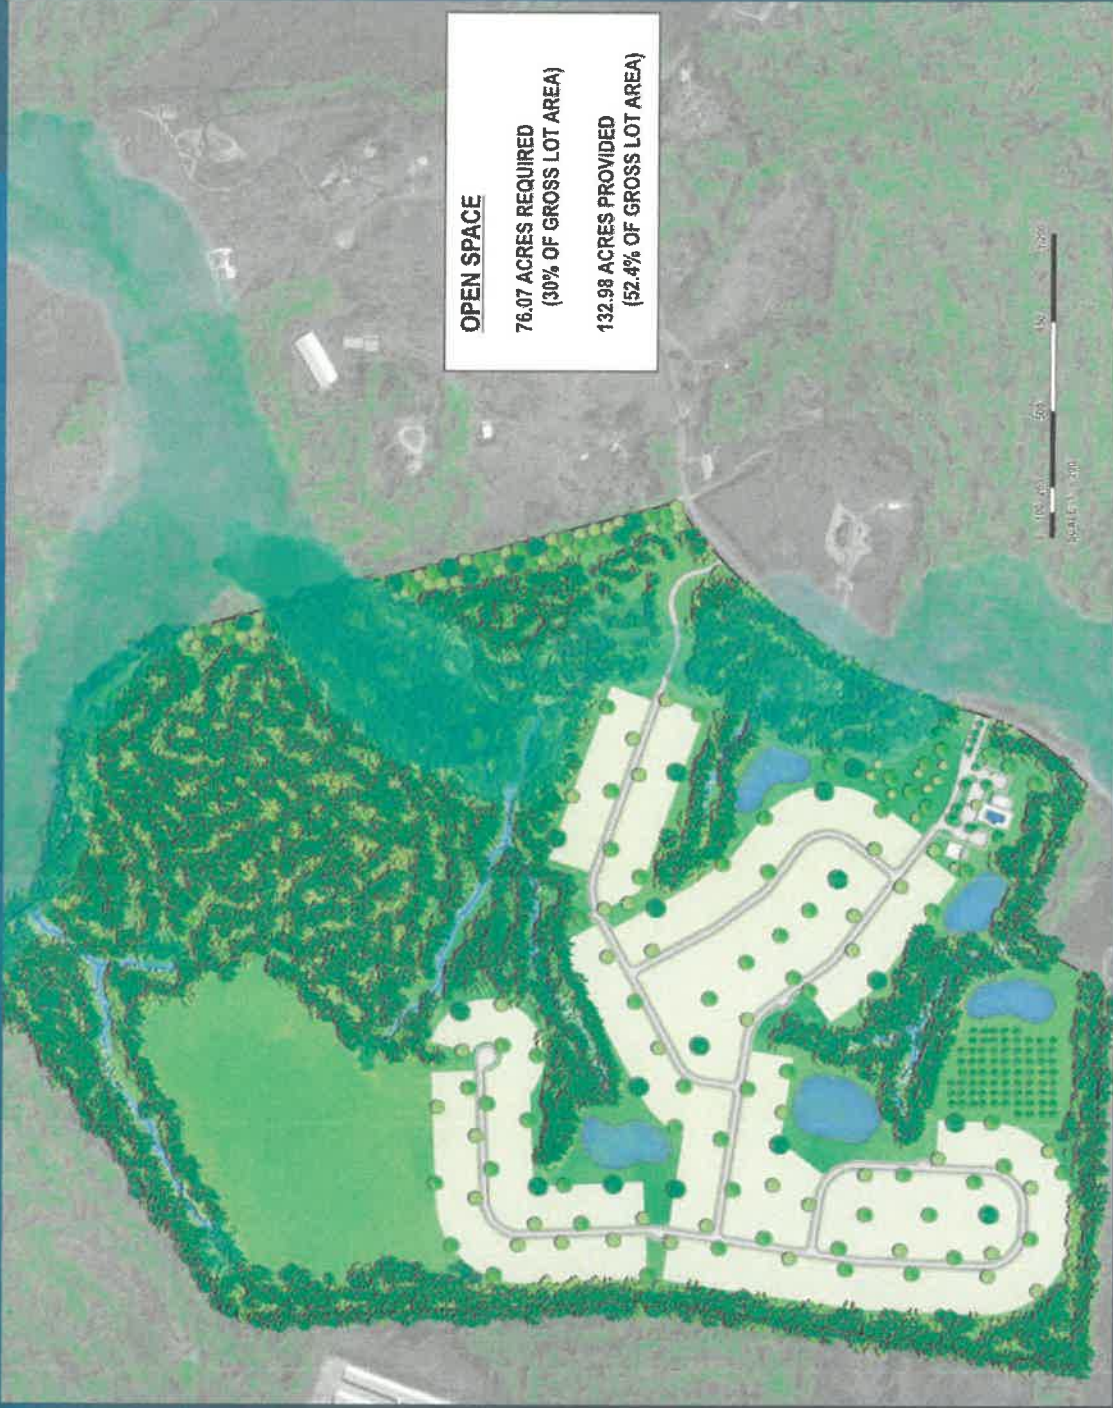 OPEN SPACE
76.07 ACRES REQUIRED
(30% OF GROSS LOT AREA)
132.98 ACRES PROVIDED
(52.4% OF GROSS LOT AREA)